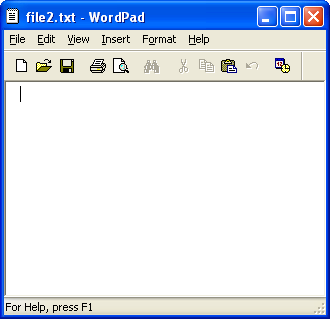 file2.txt - WordPad
File Edit View Insert Format Help
For Help, press F1